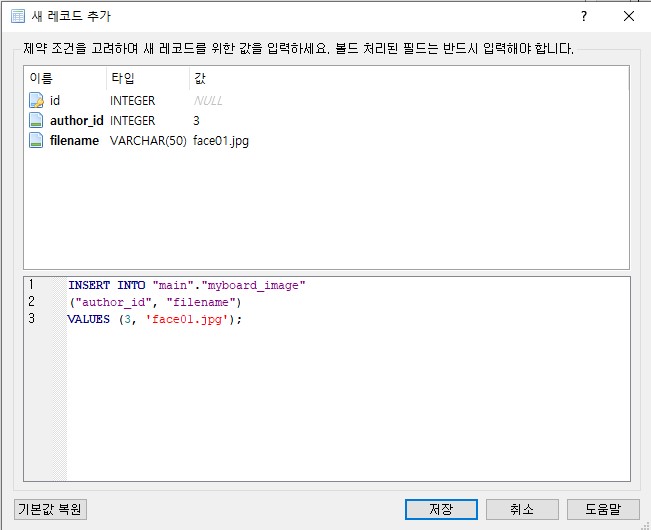 새 레코드 추가
?
제약 조건을 고려하며 새 레코드를 위한 값을 입력하세요. 볼드 처리된 필드는 반드시 입력해야 합니다.
이름 타입 값
id INTEGER NULL
author_id INTEGER 3
filename VARCHAR(50) face01.jpg
1 INSERT INTO "main"."myboard_image"
2 ("author_id", "filename")
3 VALUES (3, 'face01.jpg');
기본값 복원 저장 취소 도움말